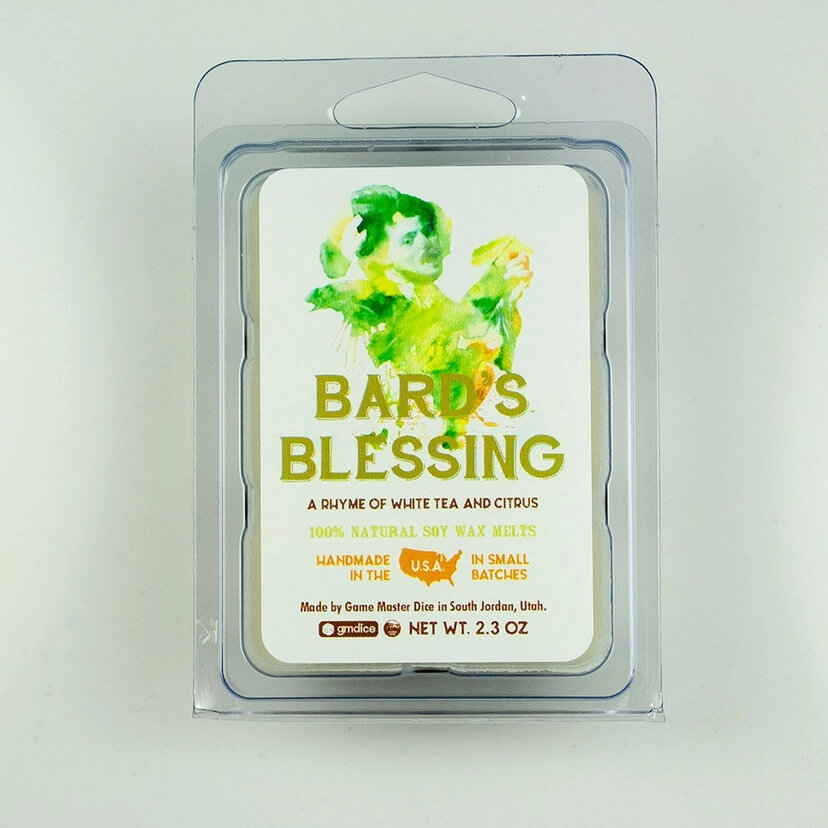 BARD'S
BLESSING
A RHYME OF WHITE TEA AND CITRUS
100% NATURAL SOY WAX MELTS
HANDMADE IN THE
U.S.A.
IN SMALL BATCHES
Made by Game Master Dice in South Jordan, Utah.
gmdice NET WT. 2.3 OZ